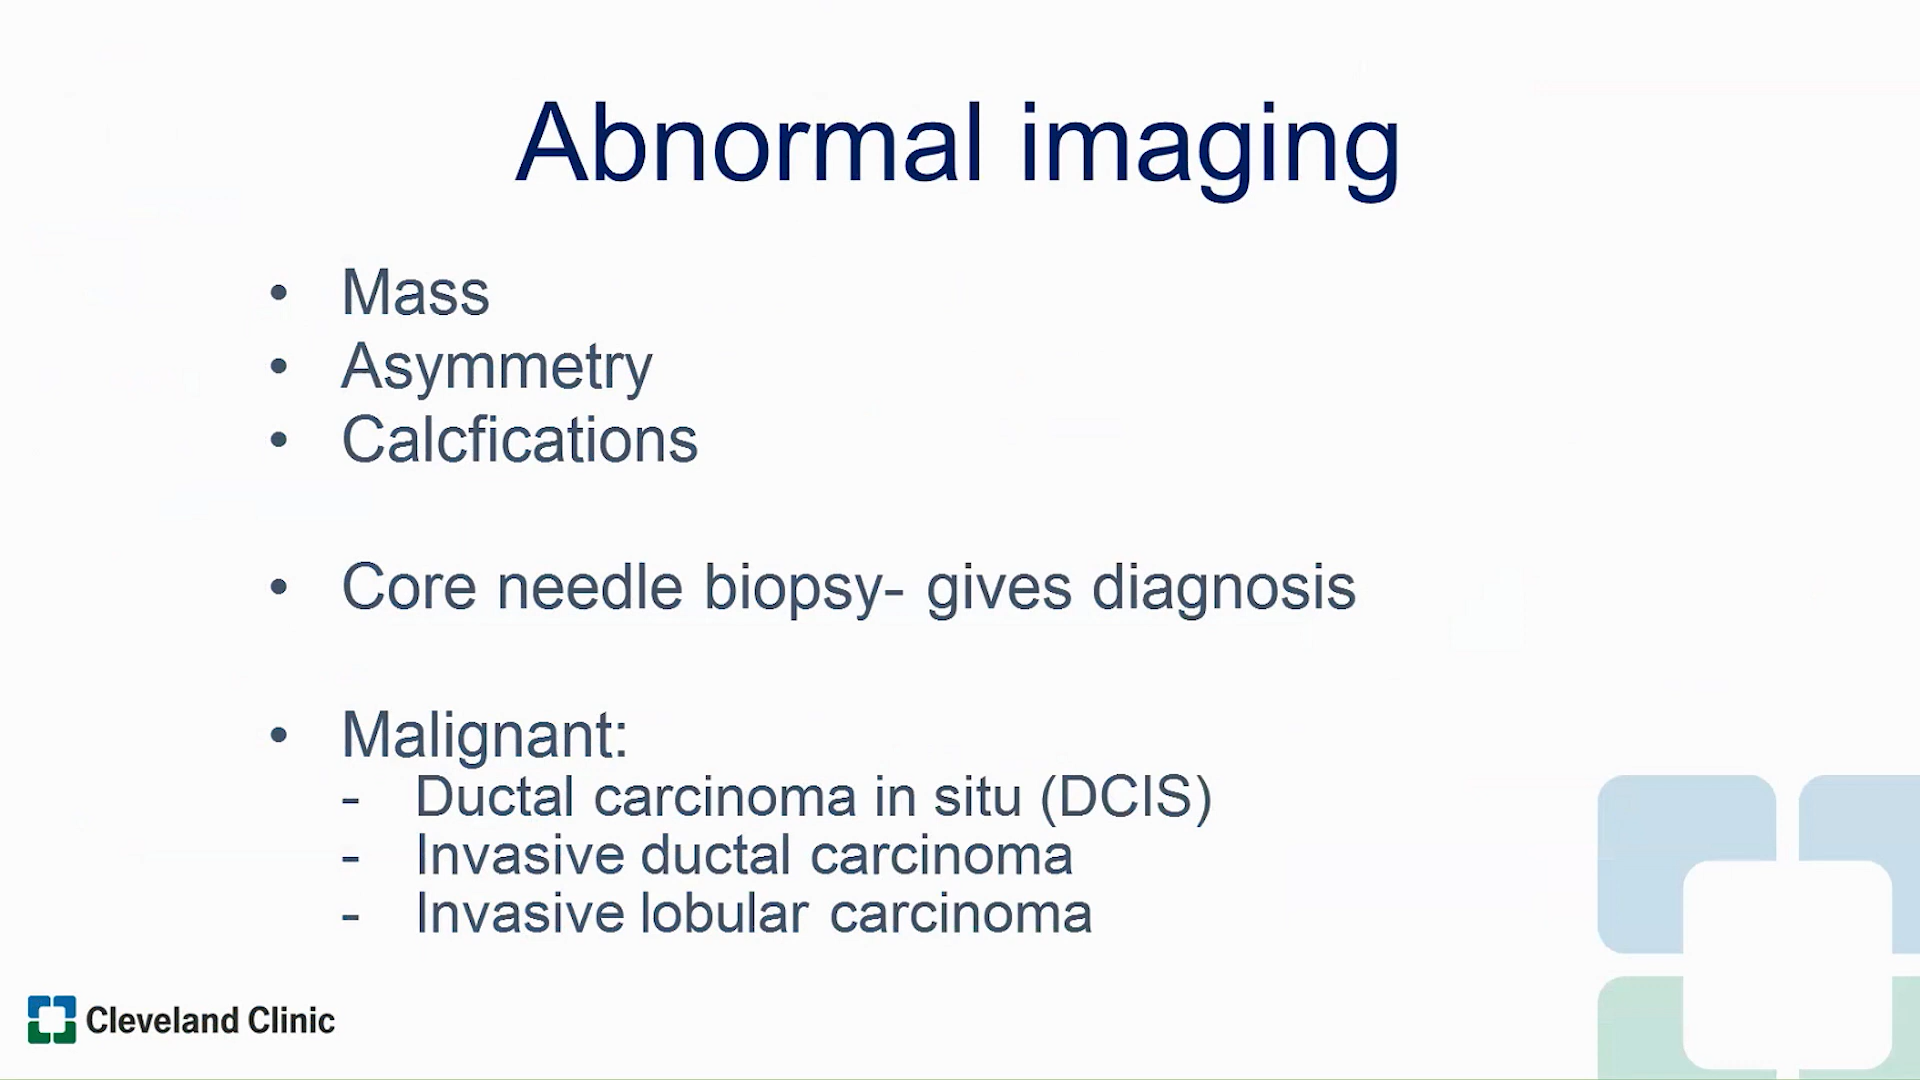 Abnormal imaging
• Mass
• Asymmetry
• Calcfications
• Core needle biopsy- gives diagnosis
• Malignant:
- Ductal carcinoma in situ (DCIS)
- Invasive ductal carcinoma
- Invasive lobular carcinoma
Cleveland Clinic